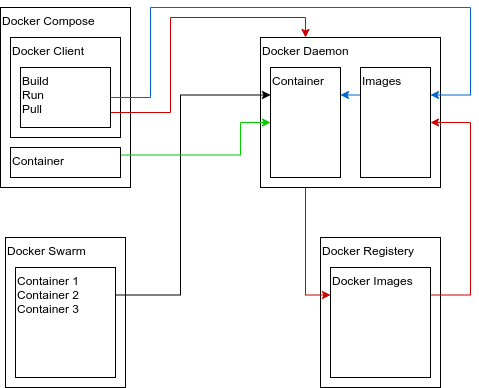 Docker Compose
Docker Client
Build
Run
Pull
Container
Docker Daemon
Container
Images
Docker Swarm
Container 1
Container 2
Container 3
Docker Registery
Docker Images